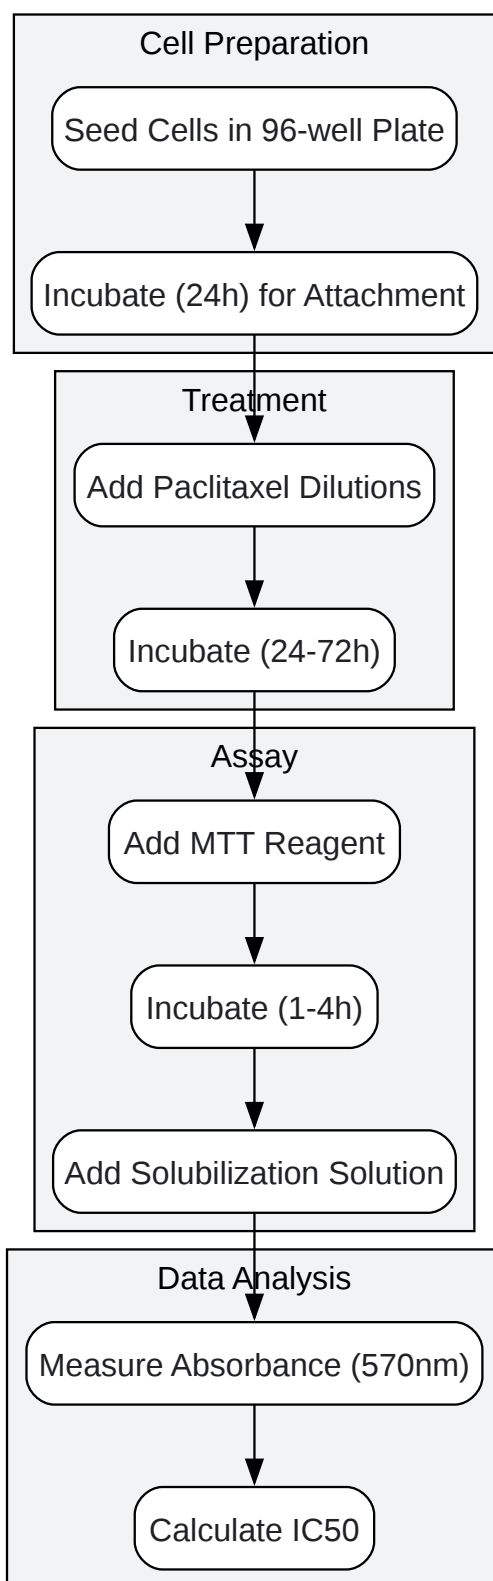 Cell Preparation
Seed Cells in 96-well Plate
Incubate (24h) for Attachment
Treatment
Add Paclitaxel Dilutions
Incubate (24-72h)
Assay
Add MTT Reagent
Incubate (1-4h)
Add Solubilization Solution
Data Analysis
Measure Absorbance (570nm)
Calculate IC50